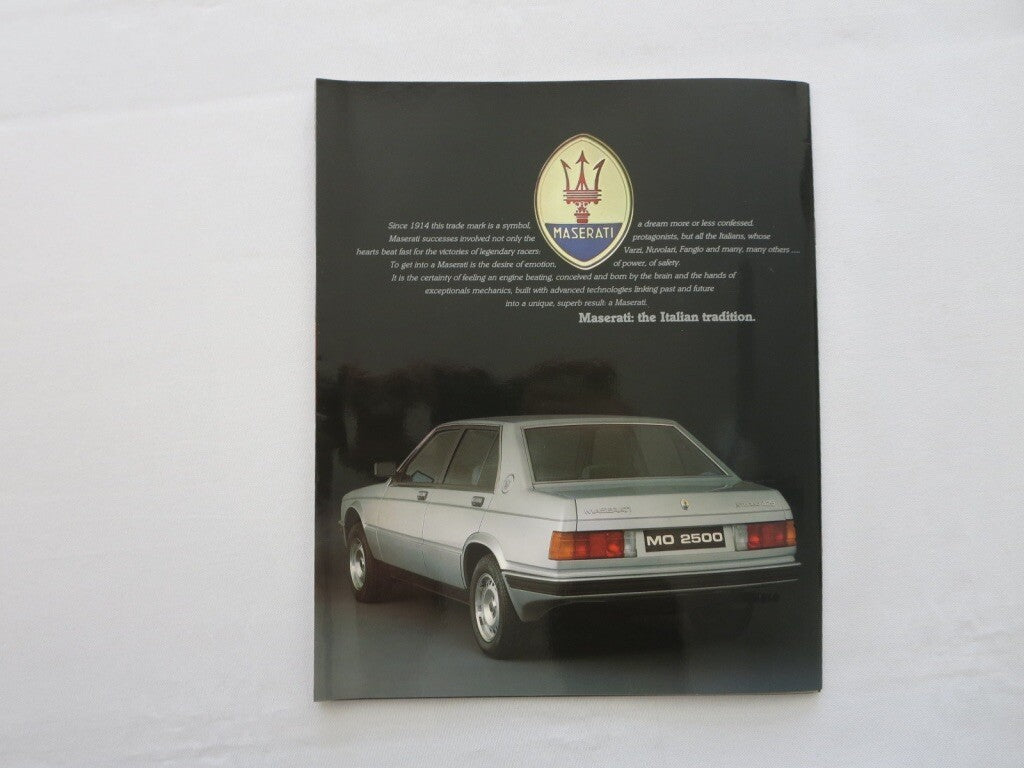 MASERATI
Since 1914 this trade mark is a symbol, a dream more or less confessed.
Maserati successes involved not only the protagonists, but all the Italians, whose
hearts beat fast for the victories of legendary racers: Varzi, Nuvolari, Fangio and many, many others ....
To get into a Maserati is the desire of emotion, of power, of safety.
It is the certainty of feeling an engine beating, conceived and born by the brain and the hands of
exceptionals mechanics, built with advanced technologies linking past and future
into a unique, superb result: a Maserati.
Maserati: the Italian tradition.
MASERATI
MO 2500